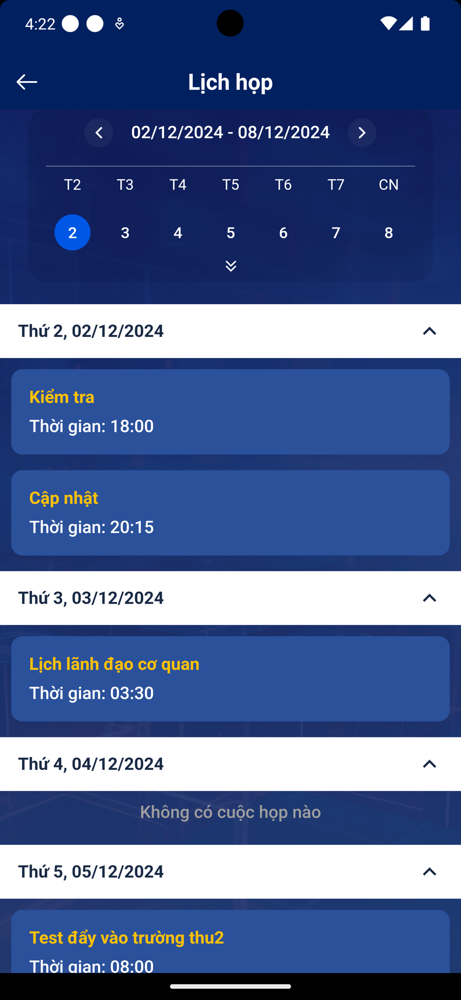 4:22
Lịch họp
02/12/2024 - 08/12/2024
T2 T3 T4 T5 T6 T7 CN
2 3 4 5 6 7 8
Thứ 2, 02/12/2024
Kiểm tra
Thời gian: 18:00
Cập nhật
Thời gian: 20:15
Thứ 3, 03/12/2024
Lịch lãnh đạo cơ quan
Thời gian: 03:30
Thứ 4, 04/12/2024
Không có cuộc họp nào
Thứ 5, 05/12/2024
Test đẩy vào trường thu2
Thời gian: 08:00